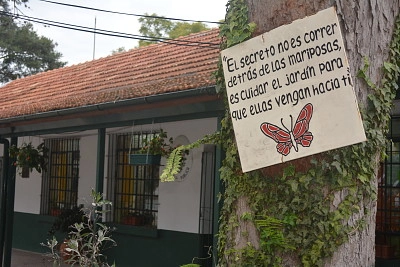 "EL secreto no es correr
detrás de las mariposas,
es cuidar el jardín para
que ellas vengan hacia ti.